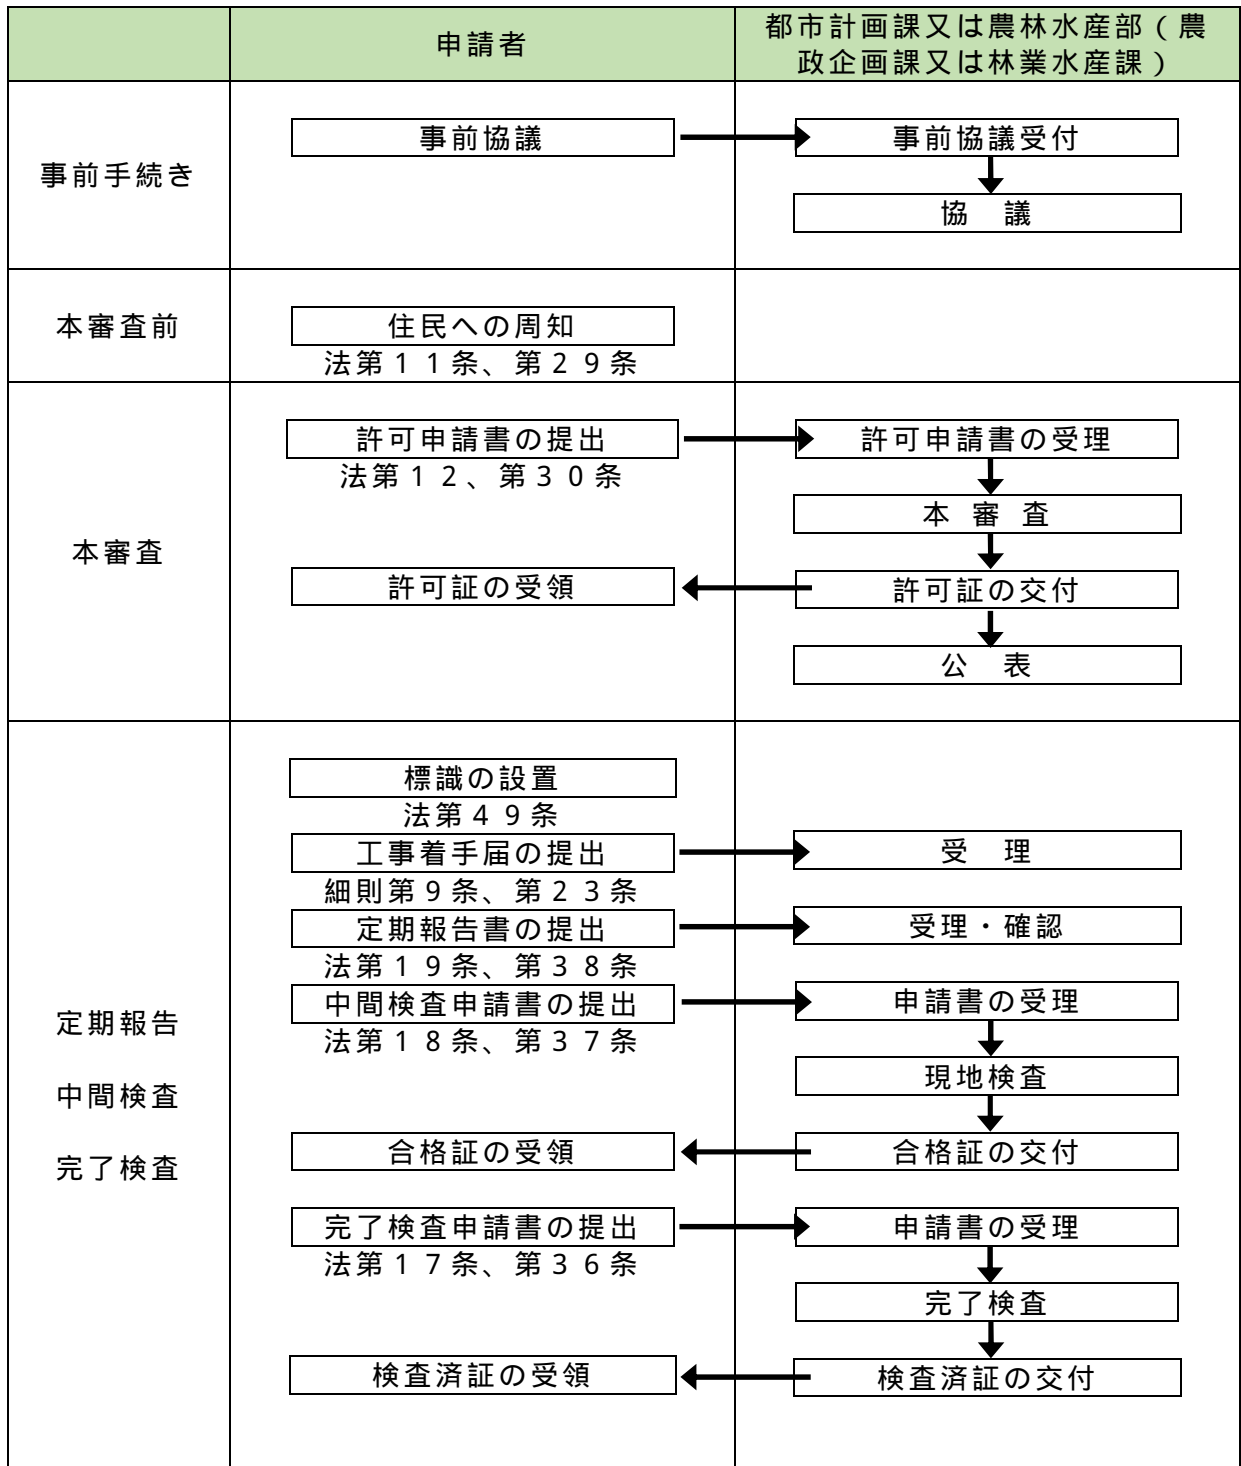 申請者
都市計画課又は農林水産部（農
政企画課又は林業水産課）
事前手続き
事前協議
事前協議受付
協　議
本審査前
住民への周知
法第１１条、第２９条
本審査
許可申請書の提出
法第１２、第３０条
許可申請書の受理
本 審 査
許可証の受領
許可証の交付
公　表
定期報告
中間検査
完了検査
標識の設置
法第４９条
工事着手届の提出
細則第９条、第２３条
受　理
定期報告書の提出
法第１９条、第３８条
受理・確認
中間検査申請書の提出
法第１８条、第３７条
申請書の受理
現地検査
合格証の受領
合格証の交付
完了検査申請書の提出
法第１７条、第３６条
申請書の受理
完了検査
検査済証の受領
検査済証の交付